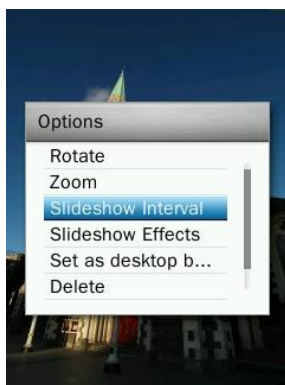 Options
Rotate
Zoom
Slideshow Interval
Slideshow Effects
Set as desktop b...
Delete